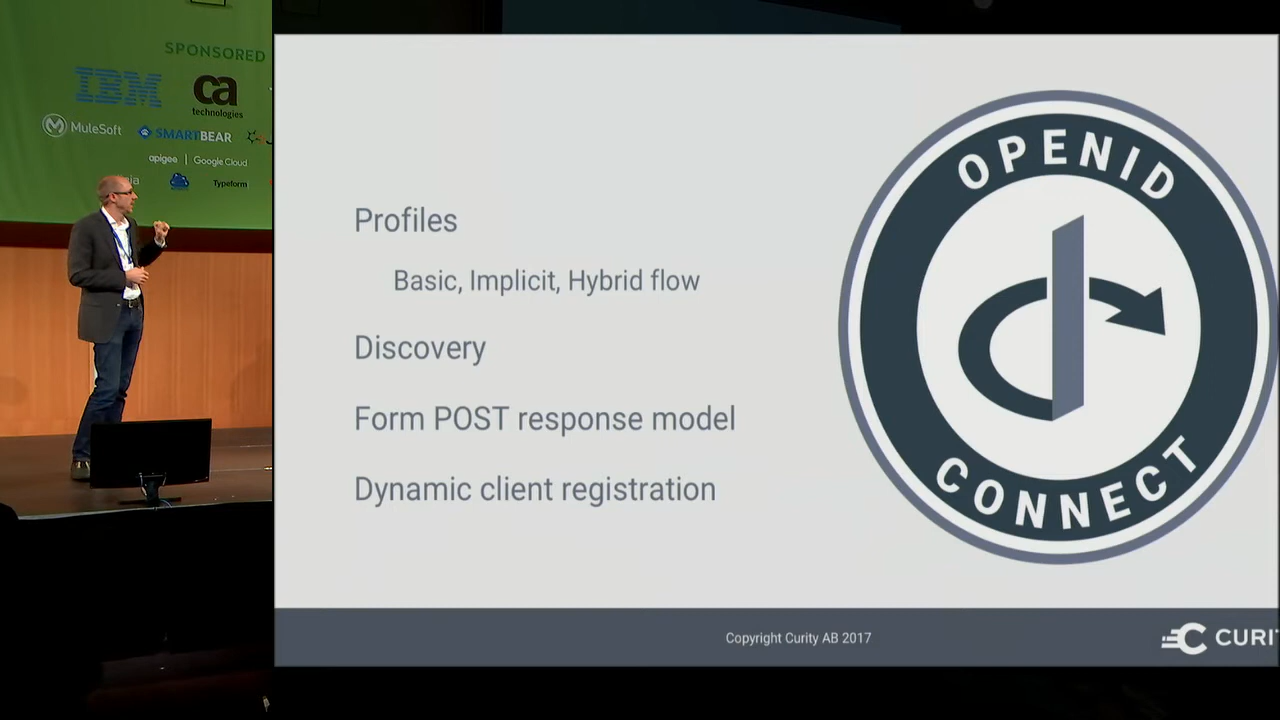 SPONSORED
IBM
ca
technologies
MuleSoft
SMARTBEAR
apigee | Google Cloud
Typeform
Profiles
Basic, Implicit, Hybrid flow
Discovery
Form POST response model
Dynamic client registration
OPENID
CONNECT
Copyright Curity AB 2017
CURI